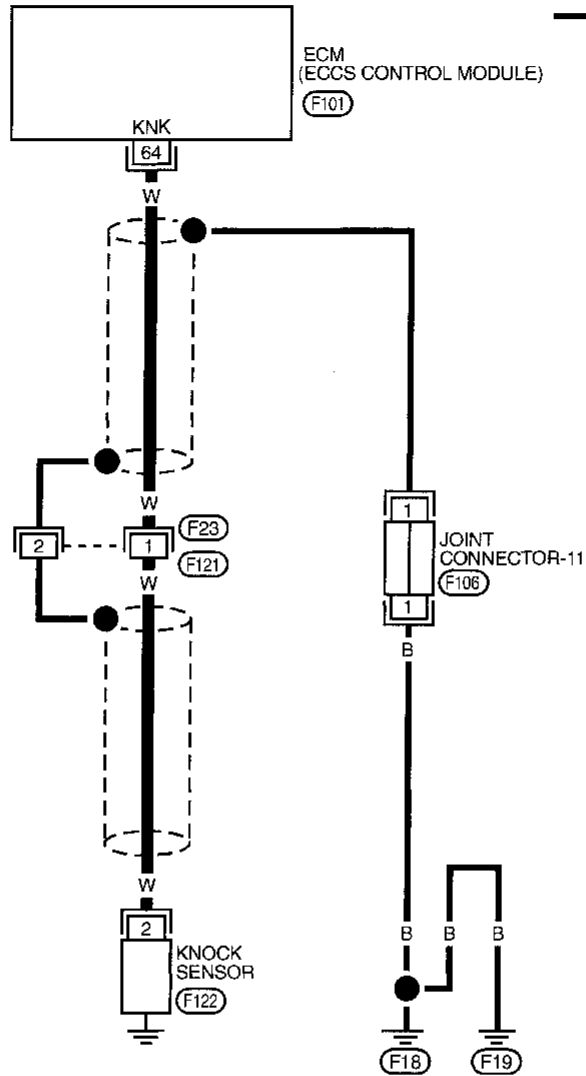 ECM
(ECCS CONTROL MODULE)
F101
KNK
64
W
W
2
1
F23
F121
W
1
JOINT
CONNECTOR-11
F106
1
B
W
2
KNOCK
SENSOR
F122
B
B
B
F18
F19